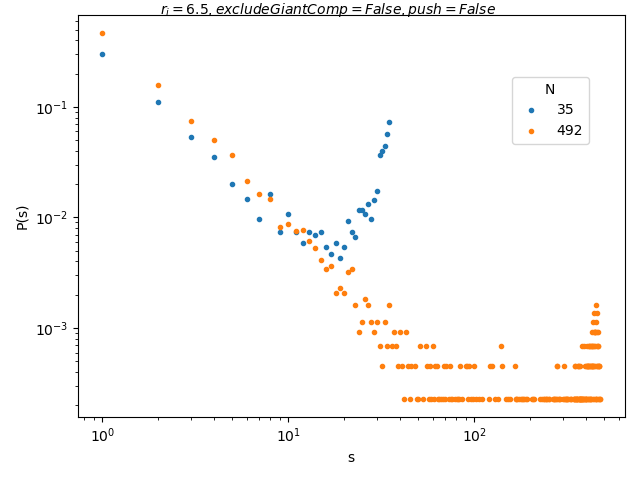 r_i = 6.5, excludeGiantComp = False, push = False
P(s)
10^{-1}
10^{-2}
10^{-3}
N
35
492
10^0 10^1 10^2
s